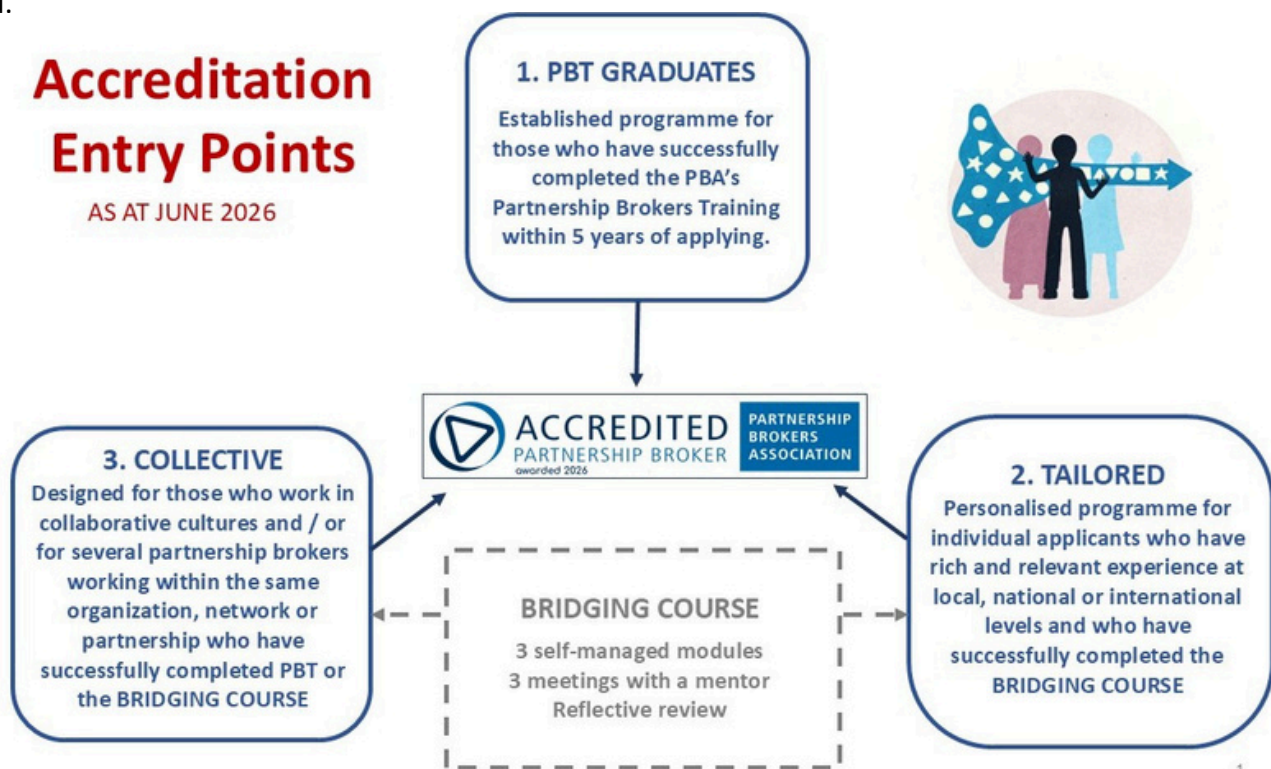 Accreditation
Entry Points
AS AT JUNE 2026
1. PBT GRADUATES
Established programme for
those who have successfully
completed the PBA's
Partnership Brokers Training
within 5 years of applying.
ACCREDITED
PARTNERSHIP BROKER
awarded 2026
PARTNERSHIP
BROKERS
ASSOCIATION
3. COLLECTIVE
Designed for those who work in
collaborative cultures and / or
for several partnership brokers
working within the same
organization, network or
partnership who have
successfully completed PBT or
the BRIDGING COURSE
BRIDGING COURSE
3 self-managed modules
3 meetings with a mentor
Reflective review
2. TAILORED
Personalised programme for
individual applicants who have
rich and relevant experience at
local, national or international
levels and who have
successfully completed the
BRIDGING COURSE